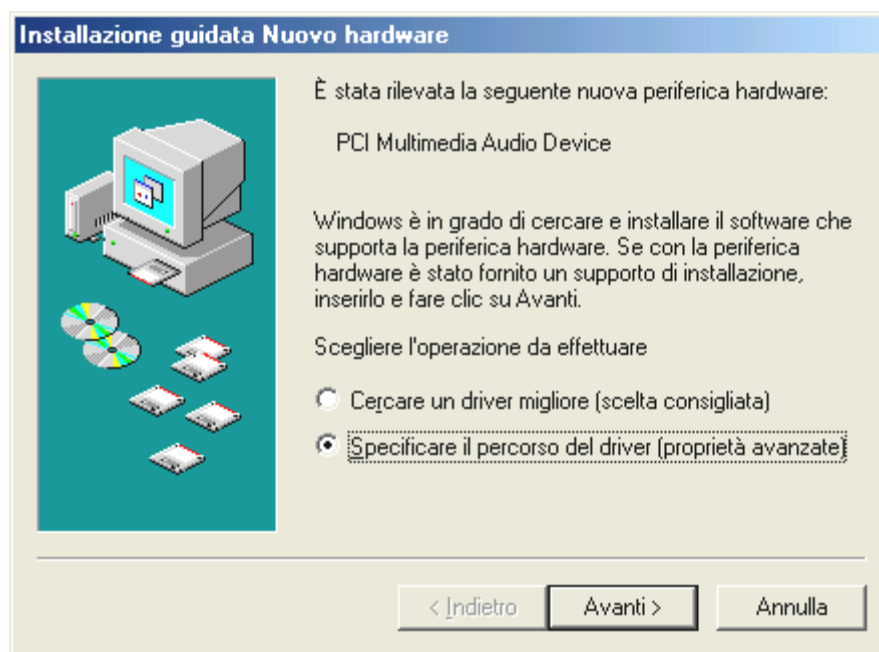 Installazione guidata Nuovo hardware
È stata rilevata la seguente nuova periferica hardware:
PCI Multimedia Audio Device
Windows è in grado di cercare e installare il software che
supporta la periferica hardware. Se con la periferica
hardware è stato fornito un supporto di installazione,
inserirlo e fare clic su Avanti.
Scegliere l'operazione da effettuare
Cercare un driver migliore (scelta consigliata)
Specificare il percorso del driver (proprietà avanzate)
< Indietro
Avanti >
Annulla